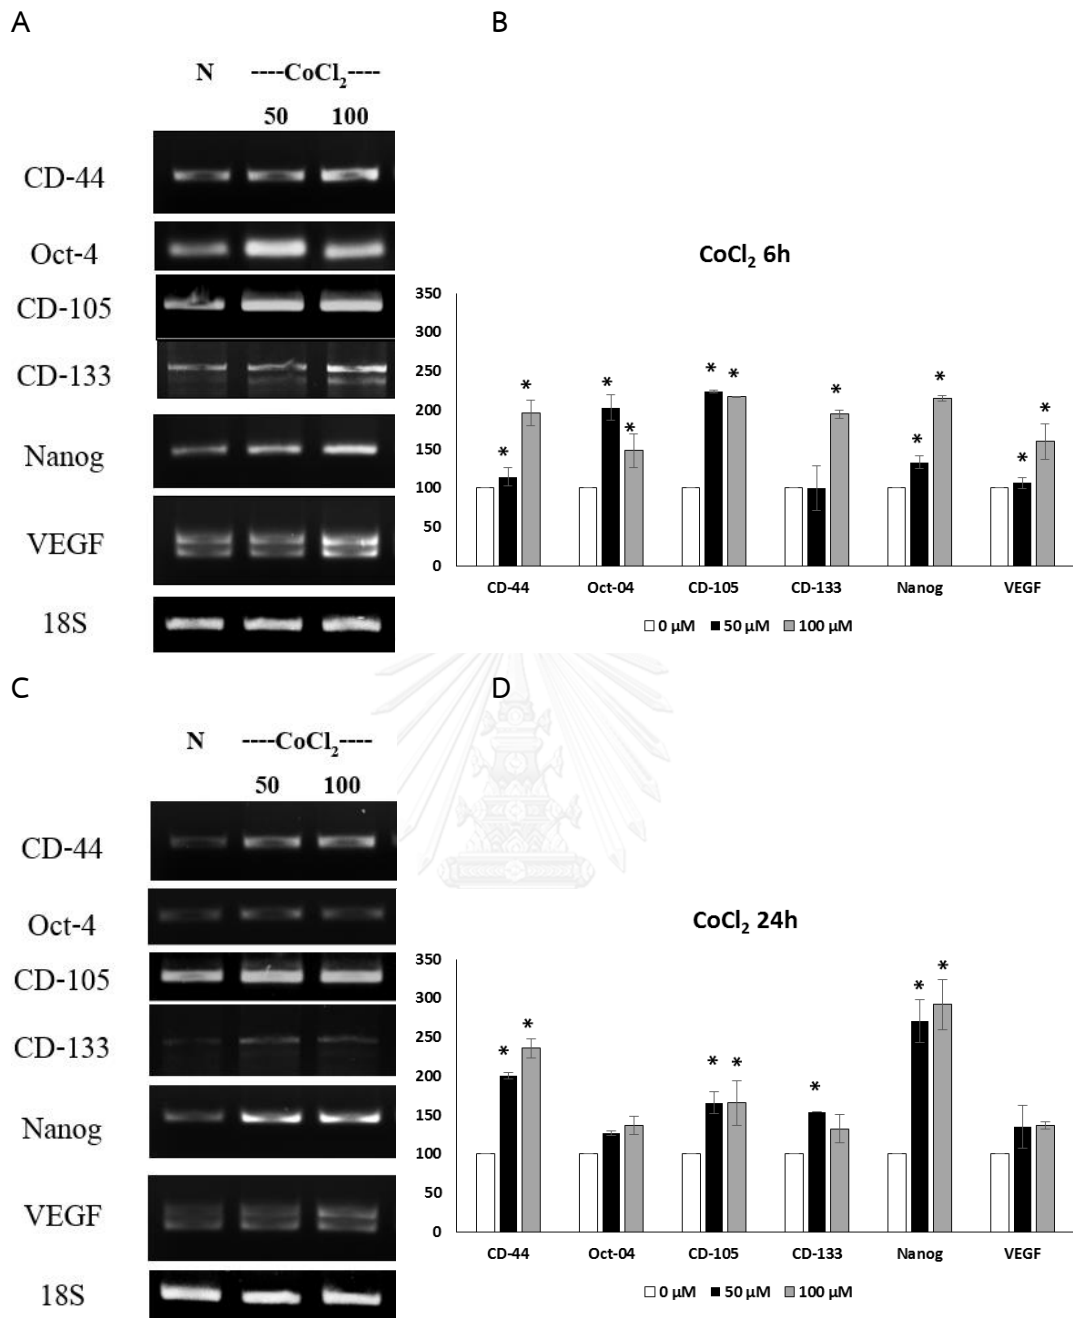 A
B
N ----CoCl₂----
50 100
CD-44
Oct-4
CD-105
CD-133
Nanog
VEGF
18S
CoCl₂ 6h
350
300
250
200
150
100
50
0
* * * * * * * * * * *
CD-44 Oct-04 CD-105 CD-133 Nanog VEGF
0 µM 50 µM 100 µM
C
D
N ----CoCl₂----
50 100
CD-44
Oct-4
CD-105
CD-133
Nanog
VEGF
18S
CoCl₂ 24h
350
300
250
200
150
100
50
0
* * * * * * *
CD-44 Oct-04 CD-105 CD-133 Nanog VEGF
0 µM 50 µM 100 µM